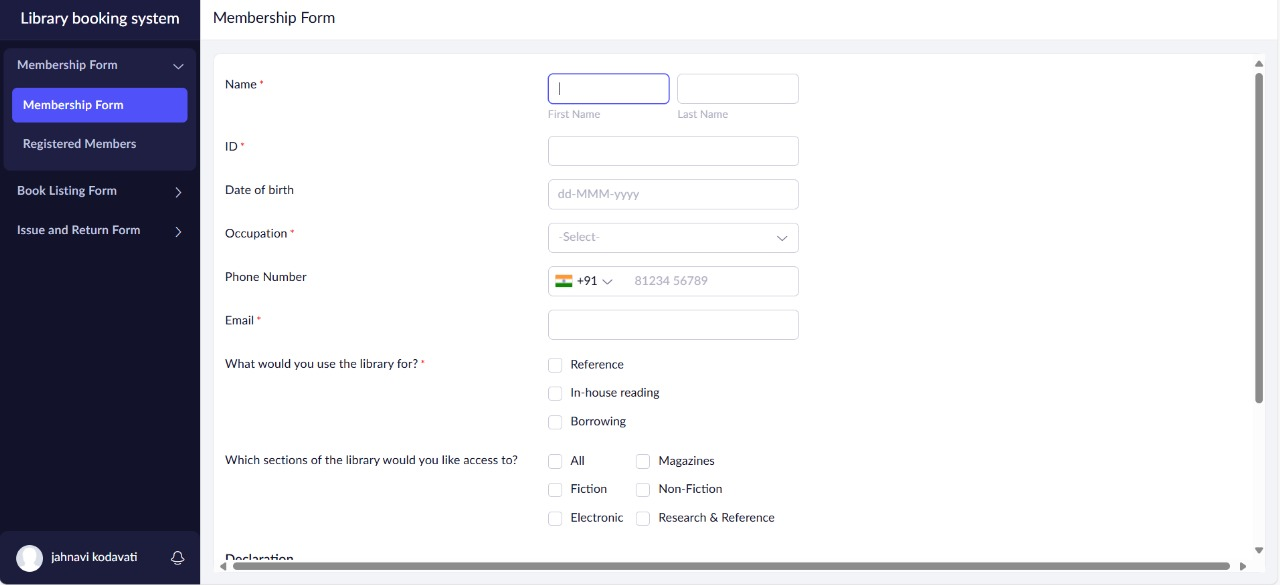 Library booking system
Membership Form
Membership Form
Membership Form
Registered Members
Book Listing Form
Issue and Return Form
jahnavi kodavati
Name *
First Name Last Name
ID *
Date of birth dd-MMM-yyyy
Occupation * -Select-
Phone Number +91 81234 56789
Email *
What would you use the library for? * Reference
In-house reading
Borrowing
Which sections of the library would you like access to? All Magazines
Fiction Non-Fiction
Electronic Research & Reference
Declaration